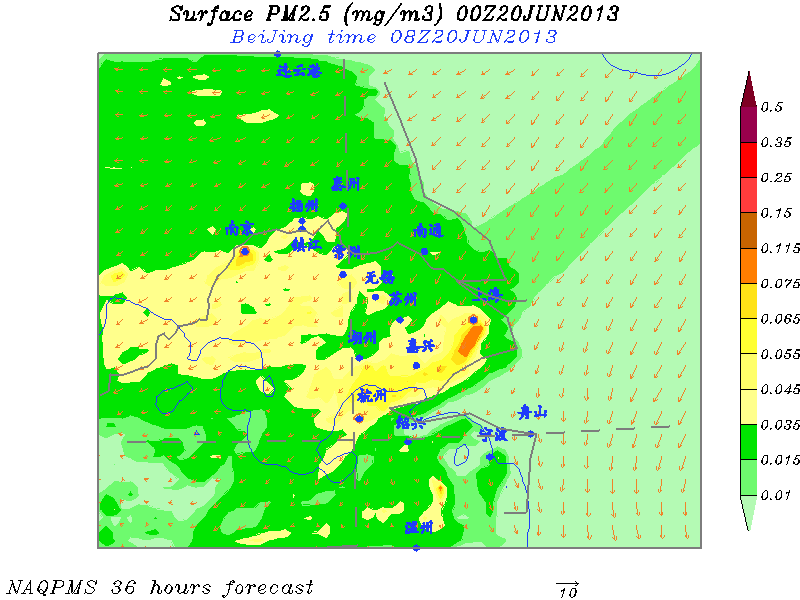 Surface PM2.5 (mg/m3) 00Z20JUN2013
BeiJing time 08Z20JUN2013
连云港
0.5
0.35
0.25
0.15
0.115
0.075
0.065
0.055
0.045
0.035
0.015
0.01
泰州
扬州
南京
镇江
常州
南通
无锡
苏州
上海
湖州
嘉兴
杭州
绍兴
舟山
宁波
温州
NAQPMS 36 hours forecast
10